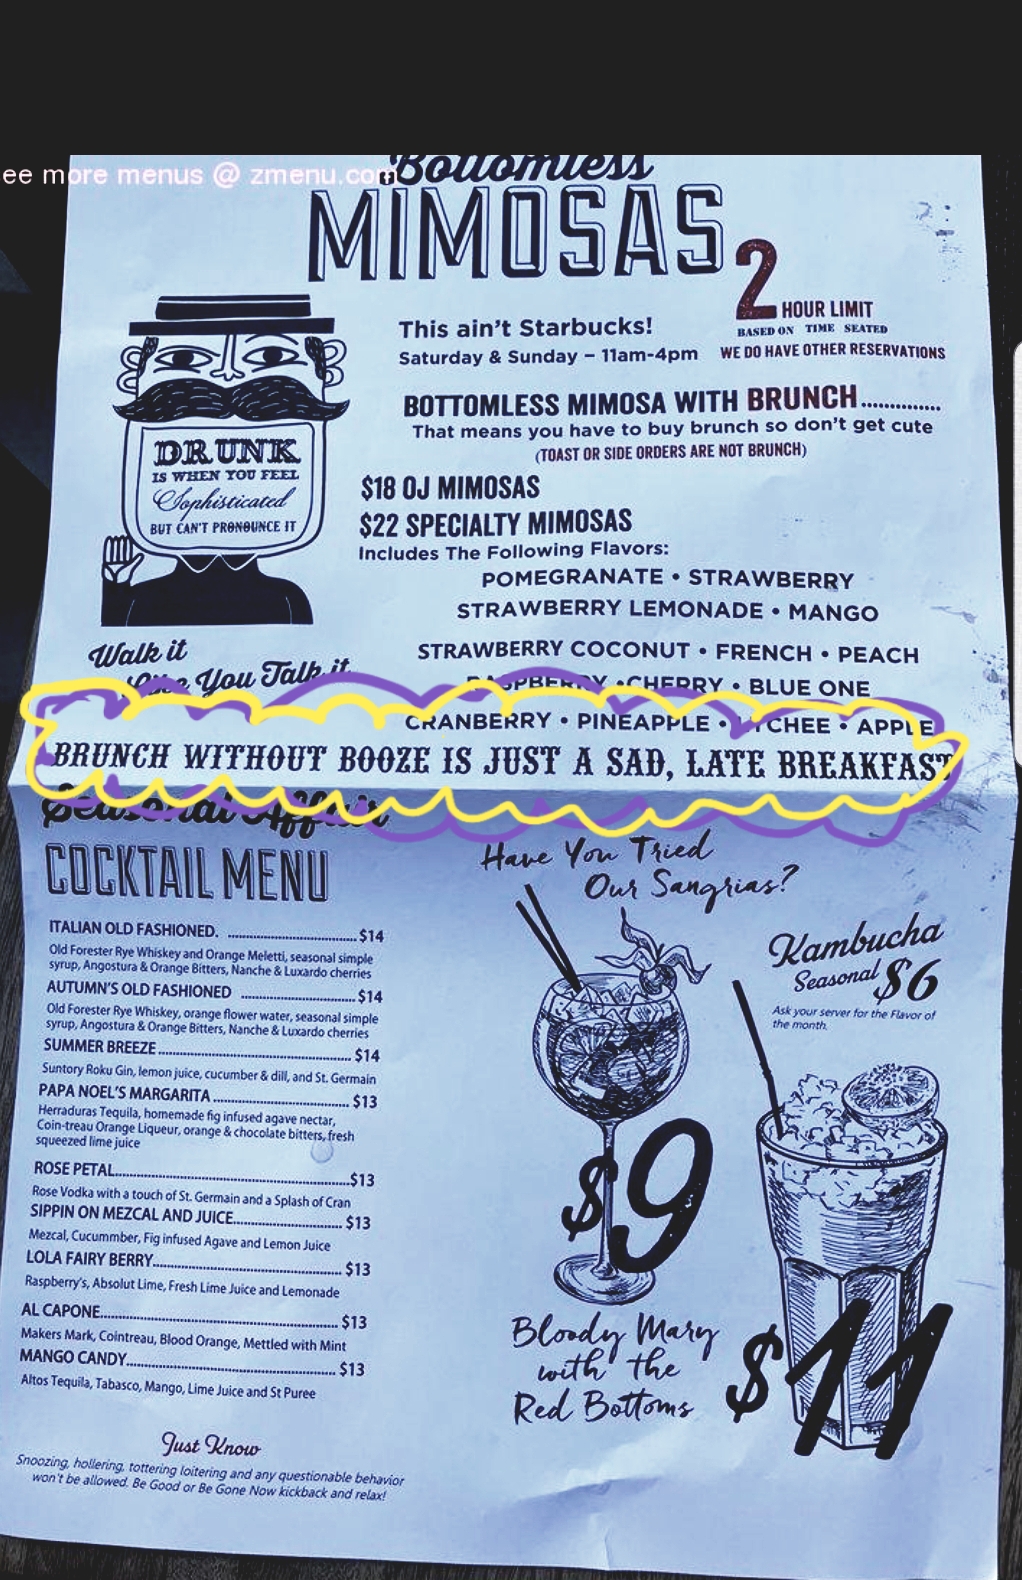 ee more menus @ zmenu.com
Bottomless
MIMOSAS
2 HOUR LIMIT
BASED ON TIME SEATED
WE DO HAVE OTHER RESERVATIONS
This ain't Starbucks!
Saturday & Sunday – 11am-4pm
BOTTOMLESS MIMOSA WITH BRUNCH..............
That means you have to buy brunch so don't get cute
(TOAST OR SIDE ORDERS ARE NOT BRUNCH)
DRUNK
IS WHEN YOU FEEL
Sophisticated
BUT CAN'T PRONOUNCE IT
$18 OJ MIMOSAS
$22 SPECIALTY MIMOSAS
Includes The Following Flavors:
POMEGRANATE • STRAWBERRY
STRAWBERRY LEMONADE • MANGO
STRAWBERRY COCONUT • FRENCH • PEACH
RASPBERRY •CHERRY • BLUE ONE
CRANBERRY • PINEAPPLE • LYCHEE • APPLE
Walk it
Like You Talk it
BRUNCH WITHOUT BOOZE IS JUST A SAD, LATE BREAKFAST
Seasonal Affair
COCKTAIL MENU
ITALIAN OLD FASHIONED. ................................ $14
Old Forester Rye Whiskey and Orange Meletti, seasonal simple
syrup, Angostura & Orange Bitters, Nanche & Luxardo cherries
AUTUMN'S OLD FASHIONED ............................ $14
Old Forester Rye Whiskey, orange flower water, seasonal simple
syrup, Angostura & Orange Bitters, Nanche & Luxardo cherries
SUMMER BREEZE ................................................ $14
Suntory Roku Gin, lemon juice, cucumber & dill, and St. Germain
PAPA NOEL'S MARGARITA .................................. $13
Herraduras Tequila, homemade fig infused agave nectar,
Coin-treau Orange Liqueur, orange & chocolate bitters, fresh
squeezed lime juice
ROSE PETAL..........................................................$13
Rose Vodka with a touch of St. Germain and a Splash of Cran
SIPPIN ON MEZCAL AND JUICE........................... $13
Mezcal, Cucummber, Fig infused Agave and Lemon Juice
LOLA FAIRY BERRY............................................... $13
Raspberry's, Absolut Lime, Fresh Lime Juice and Lemonade
AL CAPONE........................................................... $13
Makers Mark, Cointreau, Blood Orange, Mettled with Mint
MANGO CANDY..................................................... $13
Altos Tequila, Tabasco, Mango, Lime Juice and St Puree
Just Know
Snoozing, hollering, tottering loitering and any questionable behavior
won't be allowed. Be Good or Be Gone Now kickback and relax!
Have You Tried
Our Sangrias?
$9
Kambucha
Seasonal $6
Ask your server for the Flavor of
the month.
Bloody Mary
with the
Red Bottoms
$11